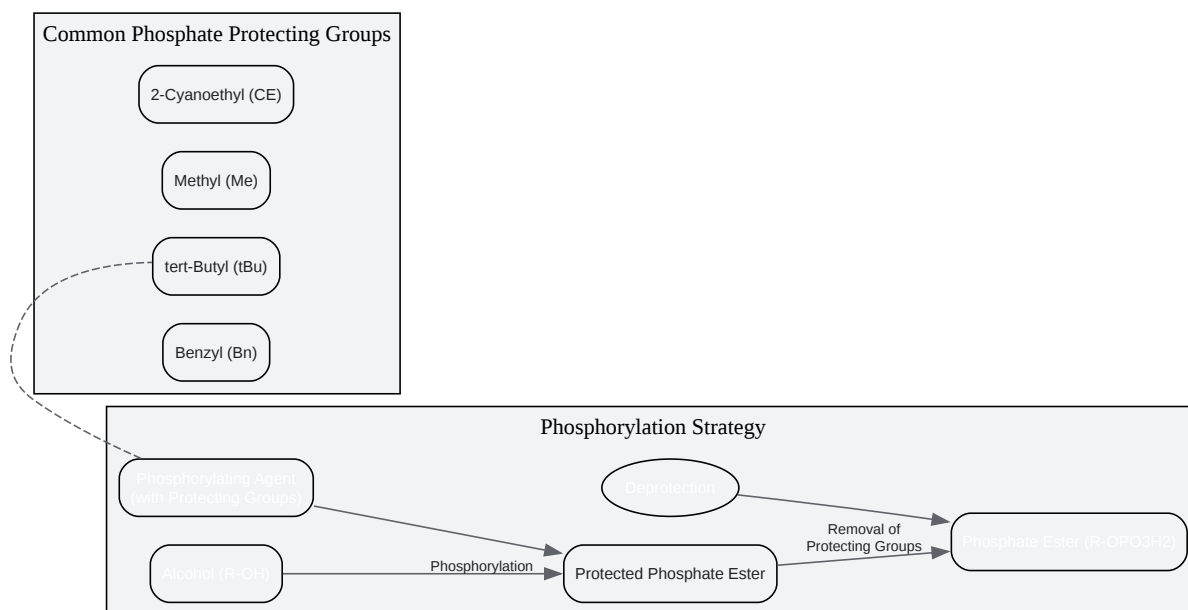 Common Phosphate Protecting Groups
2-Cyanoethyl (CE)
Methyl (Me)
tert-Butyl (tBu)
Benzyl (Bn)
Phosphorylation Strategy
Phosphorylating Agent
(with Protecting Groups)
Deprotection
Removal of
Protecting Groups
Phosphate Ester (R-OPO3H2)
Alcohol (R-OH)
Phosphorylation
Protected Phosphate Ester